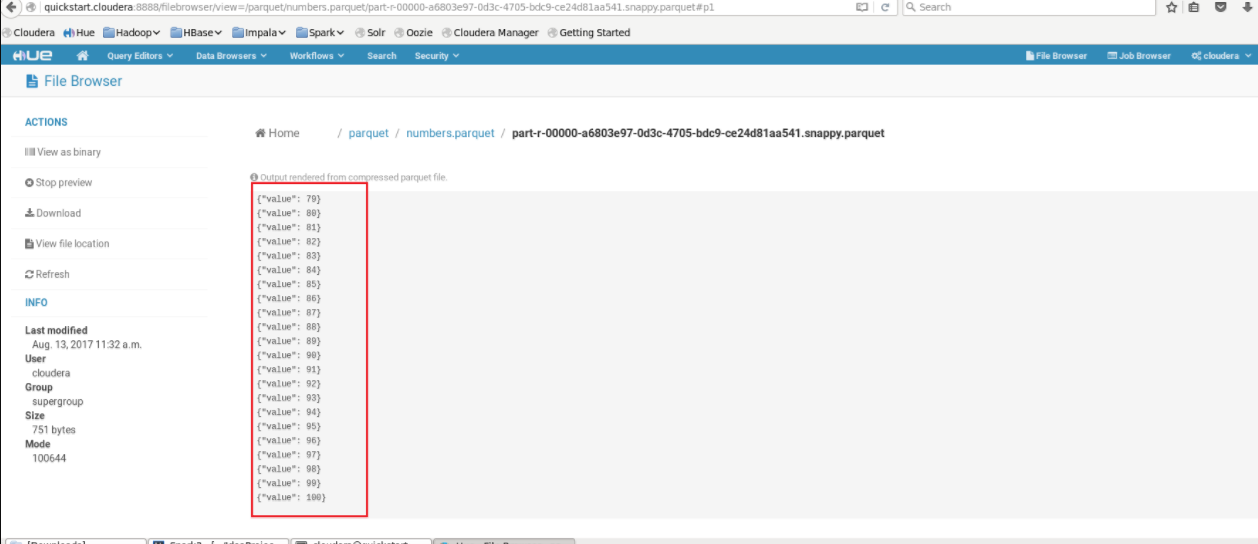 quickstart.cloudera:8888/filebrowser/view=/parquet/numbers.parquet/part-r-00000-a6803e97-0d3c-4705-bdc9-ce24d81aa541.snappy.parquet#p1 Search
Cloudera Hue Hadoop HBase Impala Spark Solr Oozie Cloudera Manager Getting Started
HUE Query Editors Data Browsers Workflows Search Security File Browser Job Browser cloudera
File Browser
ACTIONS
Home / parquet / numbers.parquet / part-r-00000-a6803e97-0d3c-4705-bdc9-ce24d81aa541.snappy.parquet
View as binary
Stop preview
Output rendered from compressed parquet file.
Download
View file location
Refresh
INFO
Last modified
Aug. 13, 2017 11:32 a.m.
User
cloudera
Group
supergroup
Size
751 bytes
Mode
100644
{"value": 79}
{"value": 80}
{"value": 81}
{"value": 82}
{"value": 83}
{"value": 84}
{"value": 85}
{"value": 86}
{"value": 87}
{"value": 88}
{"value": 89}
{"value": 90}
{"value": 91}
{"value": 92}
{"value": 93}
{"value": 94}
{"value": 95}
{"value": 96}
{"value": 97}
{"value": 98}
{"value": 99}
{"value": 100}